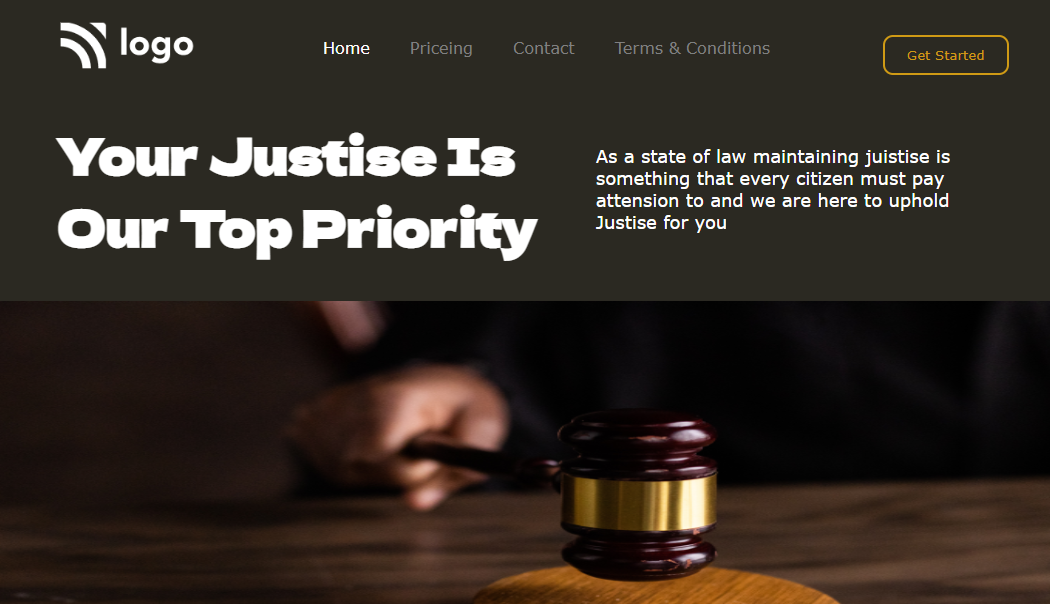 logo
Home Priceing Contact Terms & Conditions
Get Started
Your Justise Is
Our Top Priority
As a state of law maintaining juistise is
something that every citizen must pay
attension to and we are here to uphold
Justise for you